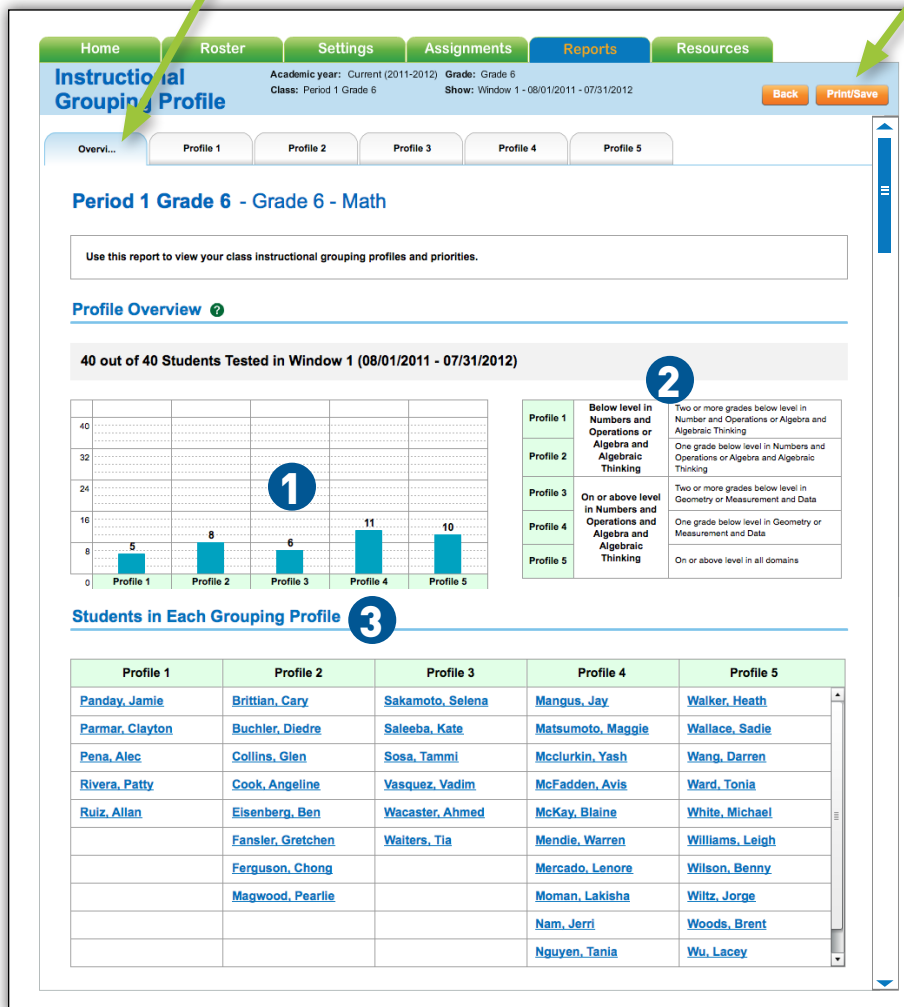 Home Roster Settings Assignments Reports Resources
Instructional
Grouping Profile
Academic year: Current (2011-2012) Grade: Grade 6
Class: Period 1 Grade 6 Show: Window 1 - 08/01/2011 - 07/31/2012
Back Print/Save
Overvi... Profile 1 Profile 2 Profile 3 Profile 4 Profile 5
Period 1 Grade 6 - Grade 6 - Math
Use this report to view your class instructional grouping profiles and priorities.
Profile Overview ?
40 out of 40 Students Tested in Window 1 (08/01/2011 - 07/31/2012)
40
32
24
16
8
0
5 8 6 11 10
Profile 1 Profile 2 Profile 3 Profile 4 Profile 5
1
2
Profile 1
Profile 2
Below level in
Numbers and
Operations or
Algebra and
Algebraic
Thinking
Two or more grades below level in
Number and Operations or Algebra and
Algebraic Thinking
One grade below level in Numbers and
Operations or Algebra and Algebraic
Thinking
Profile 3
Profile 4
Profile 5
On or above level
in Numbers and
Operations and
Algebra and
Algebraic
Thinking
Two or more grades below level in
Geometry or Measurement and Data
One grade below level in Geometry or
Measurement and Data
On or above level in all domains
Students in Each Grouping Profile 3
Profile 1 Profile 2 Profile 3 Profile 4 Profile 5
Panday, Jamie Brittian, Cary Sakamoto, Selena Mangus, Jay Walker, Heath
Parmar, Clayton Buchler, Diedre Saleeba, Kate Matsumoto, Maggie Wallace, Sadie
Pena, Alec Collins, Glen Sosa, Tammi Mcclurkin, Yash Wang, Darren
Rivera, Patty Cook, Angeline Vasquez, Vadim McFadden, Avis Ward, Tonia
Ruiz, Allan Eisenberg, Ben Wacaster, Ahmed McKay, Blaine White, Michael
Fansler, Gretchen Waiters, Tia Mendie, Warren Williams, Leigh
Ferguson, Chong Mercado, Lenore Wilson, Benny
Magwood, Pearlie Moman, Lakisha Wiltz, Jorge
Nam, Jerri Woods, Brent
Nguyen, Tania Wu, Lacey